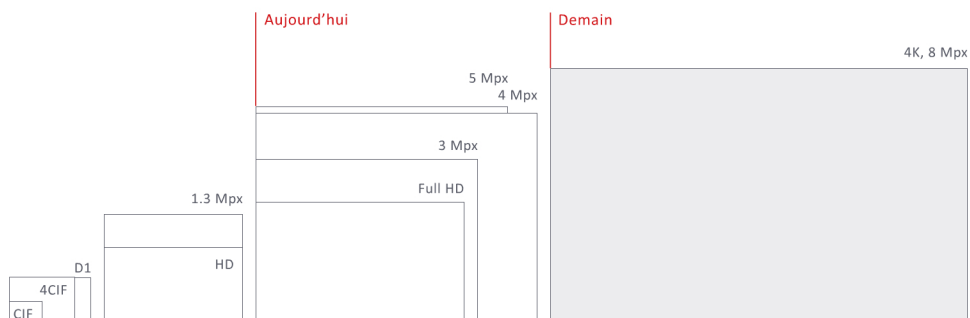 Aujourd’hui
Demain
4K, 8 Mpx
5 Mpx
4 Mpx
3 Mpx
Full HD
1.3 Mpx
HD
D1
4CIF
CIF